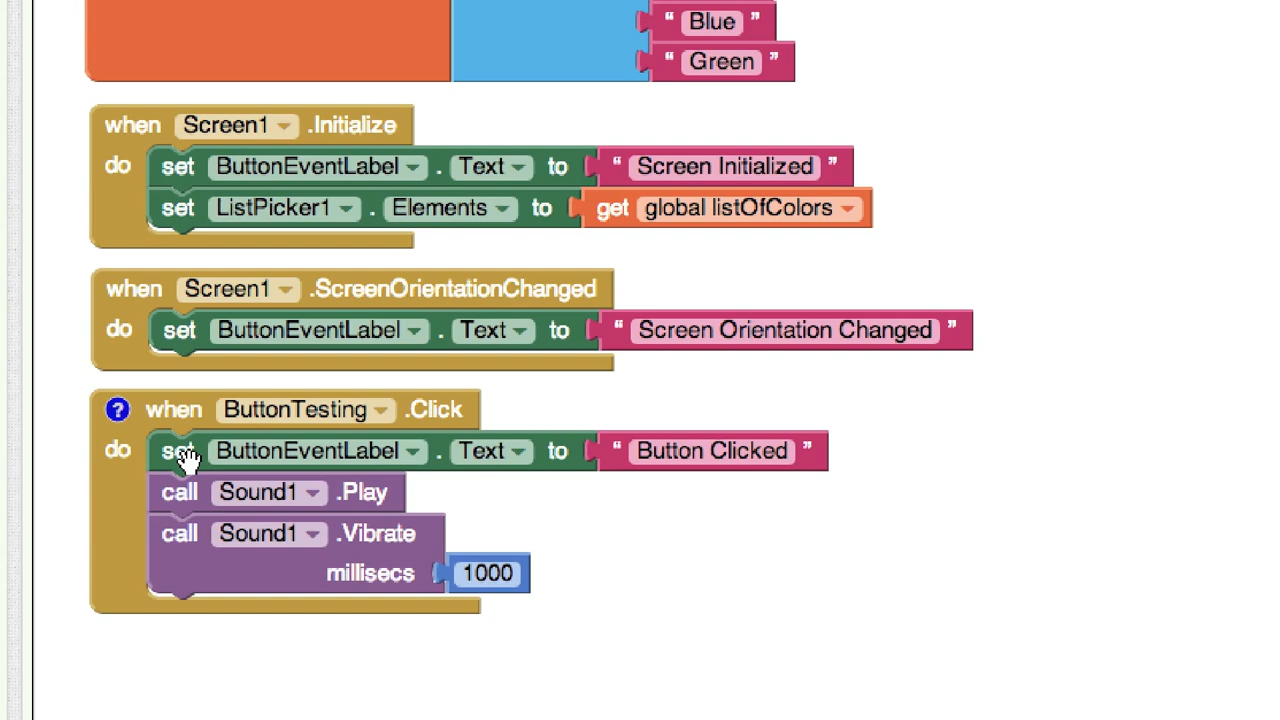 “ Blue ”
“ Green ”
when Screen1 .Initialize
do set ButtonEventLabel . Text to “ Screen Initialized ”
set ListPicker1 . Elements to get global listOfColors
when Screen1 .ScreenOrientationChanged
do set ButtonEventLabel . Text to “ Screen Orientation Changed ”
? when ButtonTesting .Click
do set ButtonEventLabel . Text to “ Button Clicked ”
call Sound1 .Play
call Sound1 .Vibrate
millisecs 1000